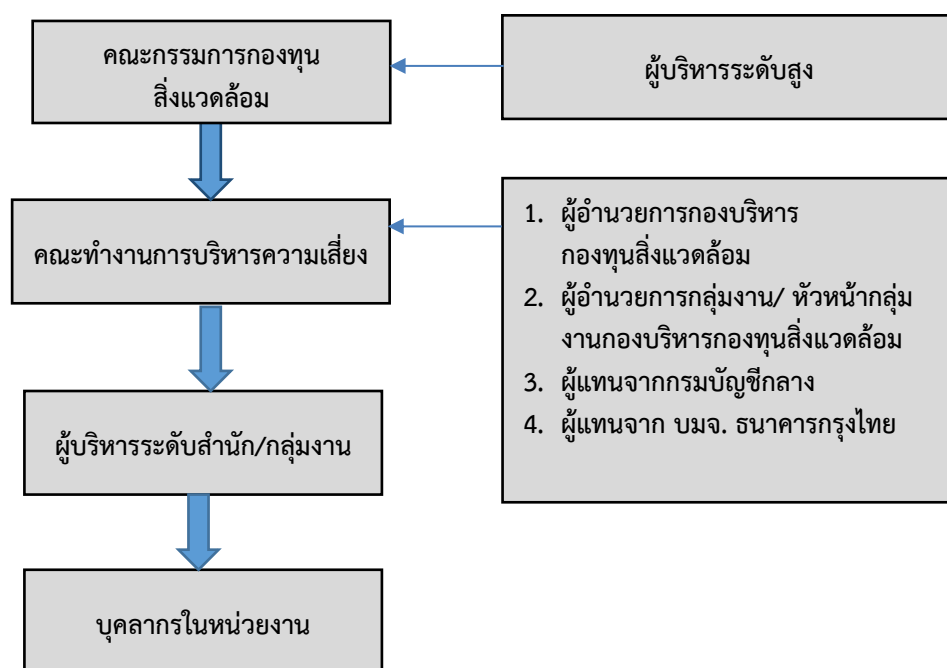 คณะกรรมการกองทุน
สิ่งแวดล้อม
ผู้บริหารระดับสูง
คณะทำงานการบริหารความเสี่ยง
1. ผู้อำนวยการกองบริหาร
กองทุนสิ่งแวดล้อม
2. ผู้อำนวยการกลุ่มงาน/ หัวหน้ากลุ่ม
งานกองบริหารกองทุนสิ่งแวดล้อม
3. ผู้แทนจากกรมบัญชีกลาง
4. ผู้แทนจาก บมจ. ธนาคารกรุงไทย
ผู้บริหารระดับสำนัก/กลุ่มงาน
บุคลากรในหน่วยงาน